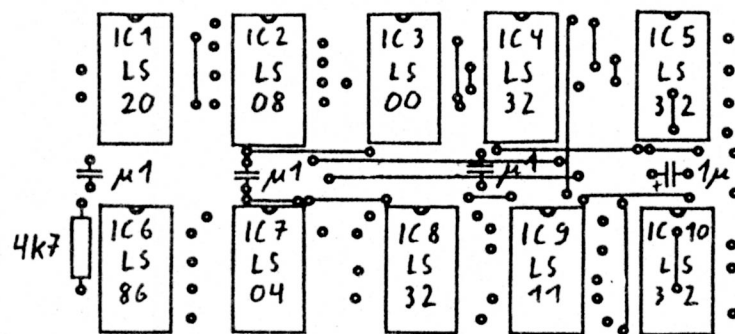 IC1
LS
20
IC2
LS
08
IC3
LS
00
IC4
LS
32
IC5
LS
32
μ1
μ1
μ1
+
1μ
4k7
IC6
LS
86
IC7
LS
04
IC8
LS
32
IC9
LS
11
IC10
LS
32